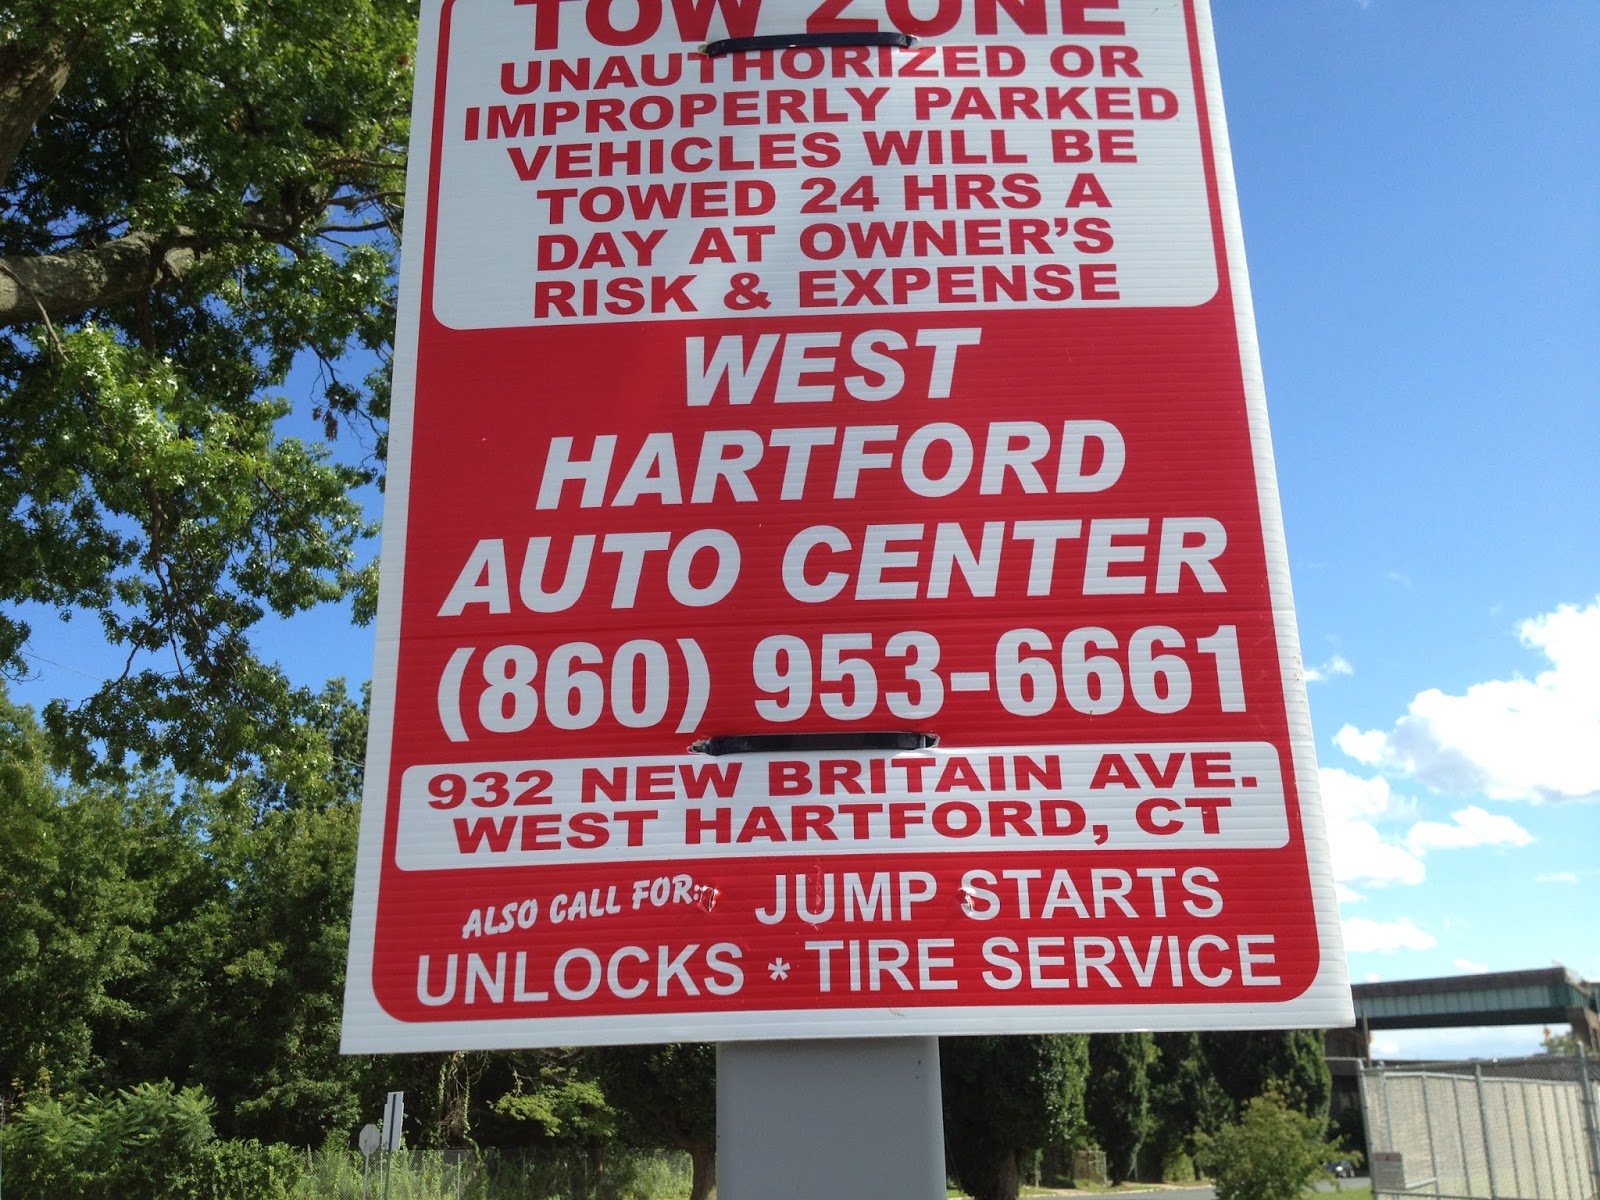 TOW ZONE
UNAUTHORIZED OR
IMPROPERLY PARKED
VEHICLES WILL BE
TOWED 24 HRS A
DAY AT OWNER'S
RISK & EXPENSE
WEST
HARTFORD
AUTO CENTER
(860) 953-6661
932 NEW BRITAIN AVE.
WEST HARTFORD, CT
ALSO CALL FOR: JUMP STARTS
UNLOCKS * TIRE SERVICE